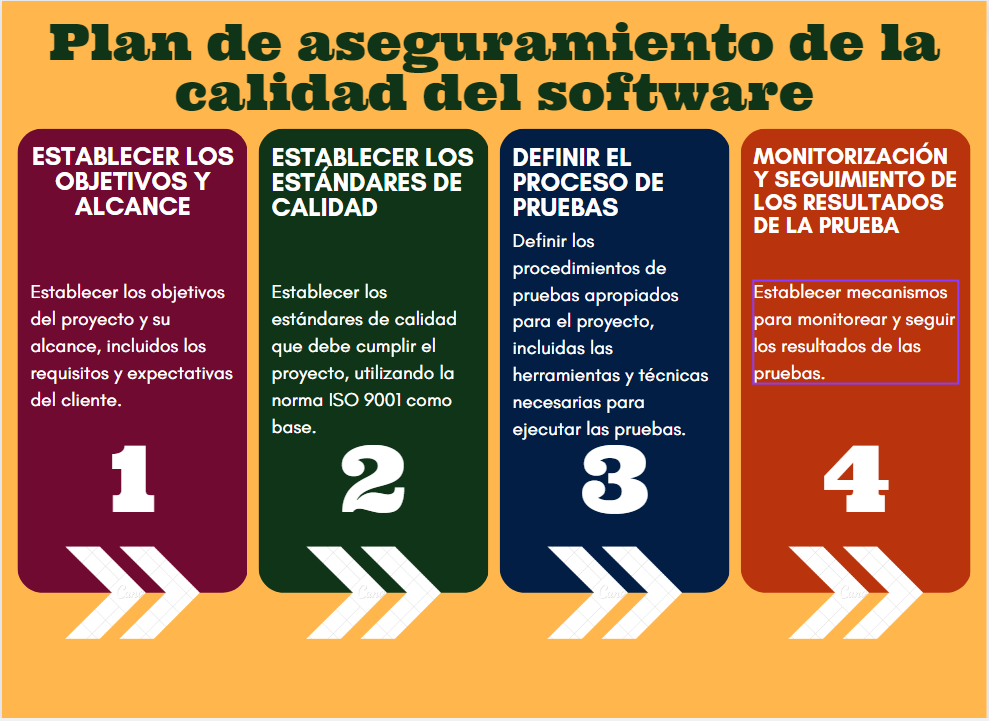 Plan de aseguramiento de la
calidad del software
ESTABLECER LOS
OBJETIVOS Y
ALCANCE
Establecer los objetivos
del proyecto y su
alcance, incluidos los
requisitos y expectativas
del cliente.
1
ESTABLECER LOS
ESTÁNDARES DE
CALIDAD
Establecer los
estándares de calidad
que debe cumplir el
proyecto, utilizando la
norma ISO 9001 como
base.
2
DEFINIR EL
PROCESO DE
PRUEBAS
Definir los
procedimientos de
pruebas apropiados
para el proyecto,
incluidas las
herramientas y técnicas
necesarias para
ejecutar las pruebas.
3
MONITORIZACIÓN
Y SEGUIMIENTO DE
LOS RESULTADOS
DE LA PRUEBA
Establecer mecanismos
para monitorear y seguir
los resultados de las
pruebas.
4